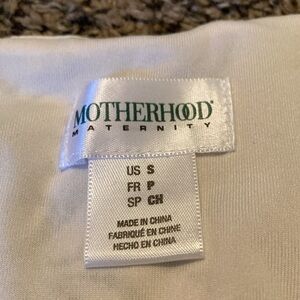 MOTHERHOOD®
MATERNITY
US S
FR P
SP CH
MADE IN CHINA
FABRIQUÉ EN CHINE
HECHO EN CHINA